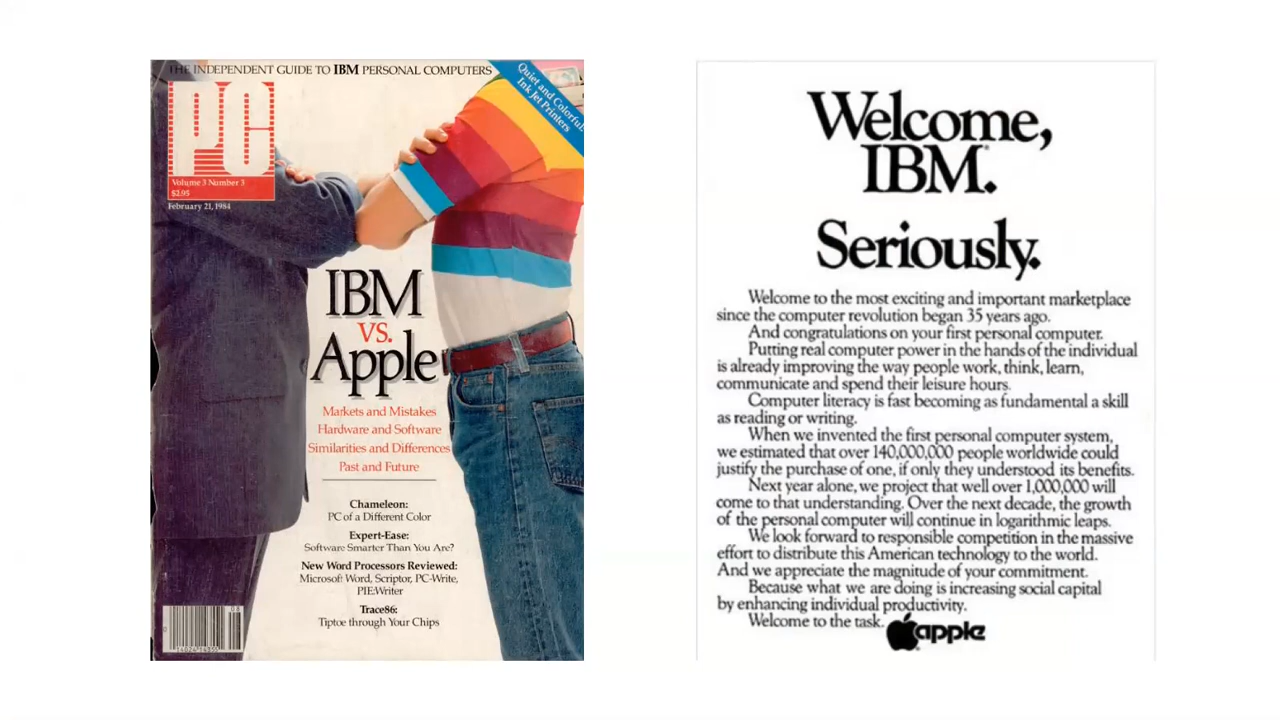 THE INDEPENDENT GUIDE TO IBM PERSONAL COMPUTERS
Quiet and Colorful
Ink Jet Printers
PC
Volume 3 Number 3
$2.95
February 21, 1984
IBM
VS.
Apple
Markets and Mistakes
Hardware and Software
Similarities and Differences
Past and Future
Chameleon:
PC of a Different Color
Expert-Ease:
Software Smarter Than You Are?
New Word Processors Reviewed:
Microsoft Word, Scriptor, PC-Write,
PIE:Writer
Trace86:
Tiptoe through Your Chips
Welcome,
IBM.
Seriously.
Welcome to the most exciting and important marketplace
since the computer revolution began 35 years ago.
And congratulations on your first personal computer.
Putting real computer power in the hands of the individual
is already improving the way people work, think, learn,
communicate and spend their leisure hours.
Computer literacy is fast becoming as fundamental a skill
as reading or writing.
When we invented the first personal computer system,
we estimated that over 140,000,000 people worldwide could
justify the purchase of one, if only they understood its benefits.
Next year alone, we project that well over 1,000,000 will
come to that understanding. Over the next decade, the growth
of the personal computer will continue in logarithmic leaps.
We look forward to responsible competition in the massive
effort to distribute this American technology to the world.
And we appreciate the magnitude of your commitment.
Because what we are doing is increasing social capital
by enhancing individual productivity.
Welcome to the task.
apple